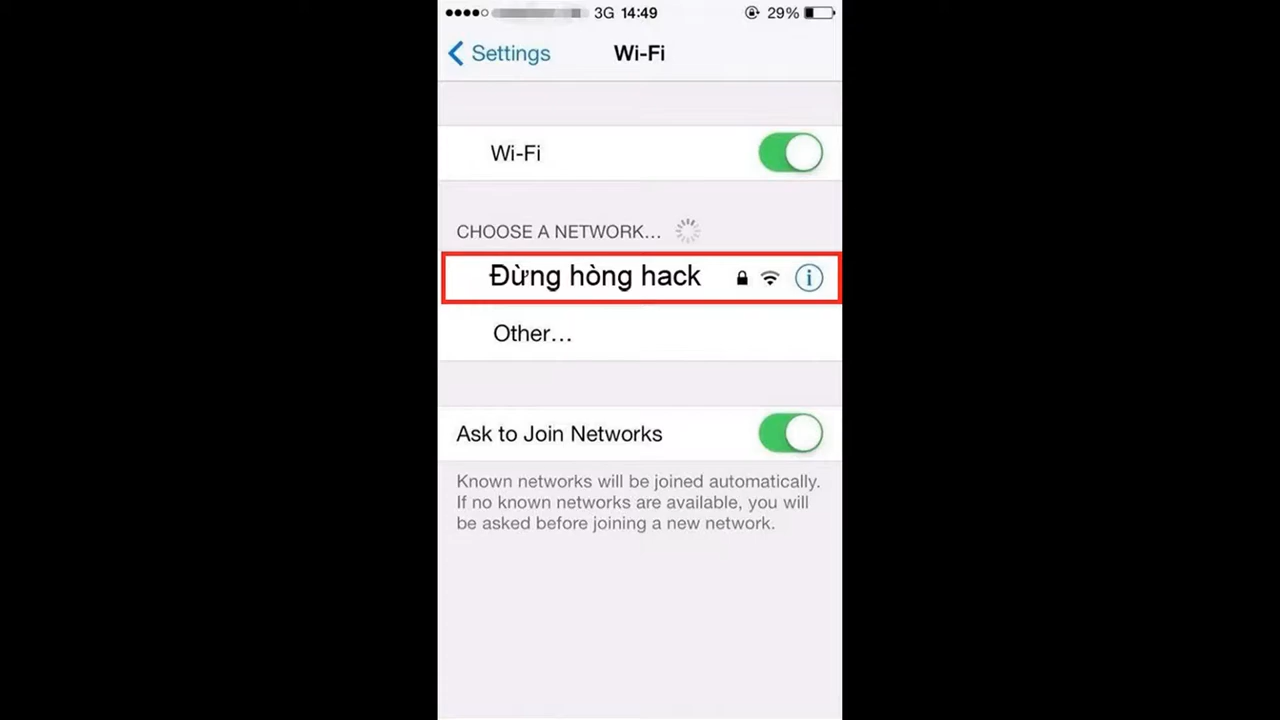 3G 14:49 29%
Settings Wi-Fi
Wi-Fi
CHOOSE A NETWORK...
Đừng hòng hack
Other...
Ask to Join Networks
Known networks will be joined automatically.
If no known networks are available, you will
be asked before joining a new network.